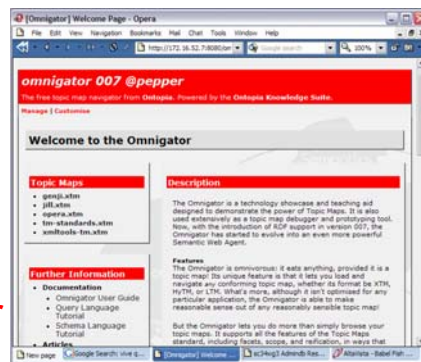 [Omnigator] Welcome Page - Opera
File Edit View Navigation Bookmarks Mail Chat Tools Window Help
http://172.16.52.7:8080/om Google search 100%
omnigator 007 @pepper
The free topic map navigator from Ontopia. Powered by the Ontopia Knowledge Suite.
Manage | Customise
Welcome to the Omnigator
Topic Maps
• genji.xtm
• jill.xtm
• opera.xtm
• tm-standards.xtm
• xmltools-tm.xtm
Further Information
• Documentation
• Omnigator User Guide
• Query Language
Tutorial
• Schema Language
Tutorial
• Articles
Description
The Omnigator is a technology showcase and teaching aid
designed to demonstrate the power of Topic Maps. It is also
used extensively as a topic map debugger and prototyping tool.
Now, with the introduction of RDF support in version 007, the
Omnigator has started to evolve into an even more powerful
Semantic Web Agent.
Features
The Omnigator is omnivorous: it eats anything, provided it is a
topic map! Its unique feature is that it lets you load and
navigate any conforming topic map, whether its format be XTM,
HyTM, or LTM. What's more, although it isn't optimised for any
particular application, the Omnigator is able to make
reasonable sense out of any reasonably sensible topic map!
But the Omnigator lets you do more than simply browse your
topic maps. It supports all the features of the Topic Maps
standard, including facets, scope, and reification, in ways that
New page Google Search: vive q... [Omnigator] Welcome ... sc34wg3 Admindb Res... AltaVista - Babel Fish ...